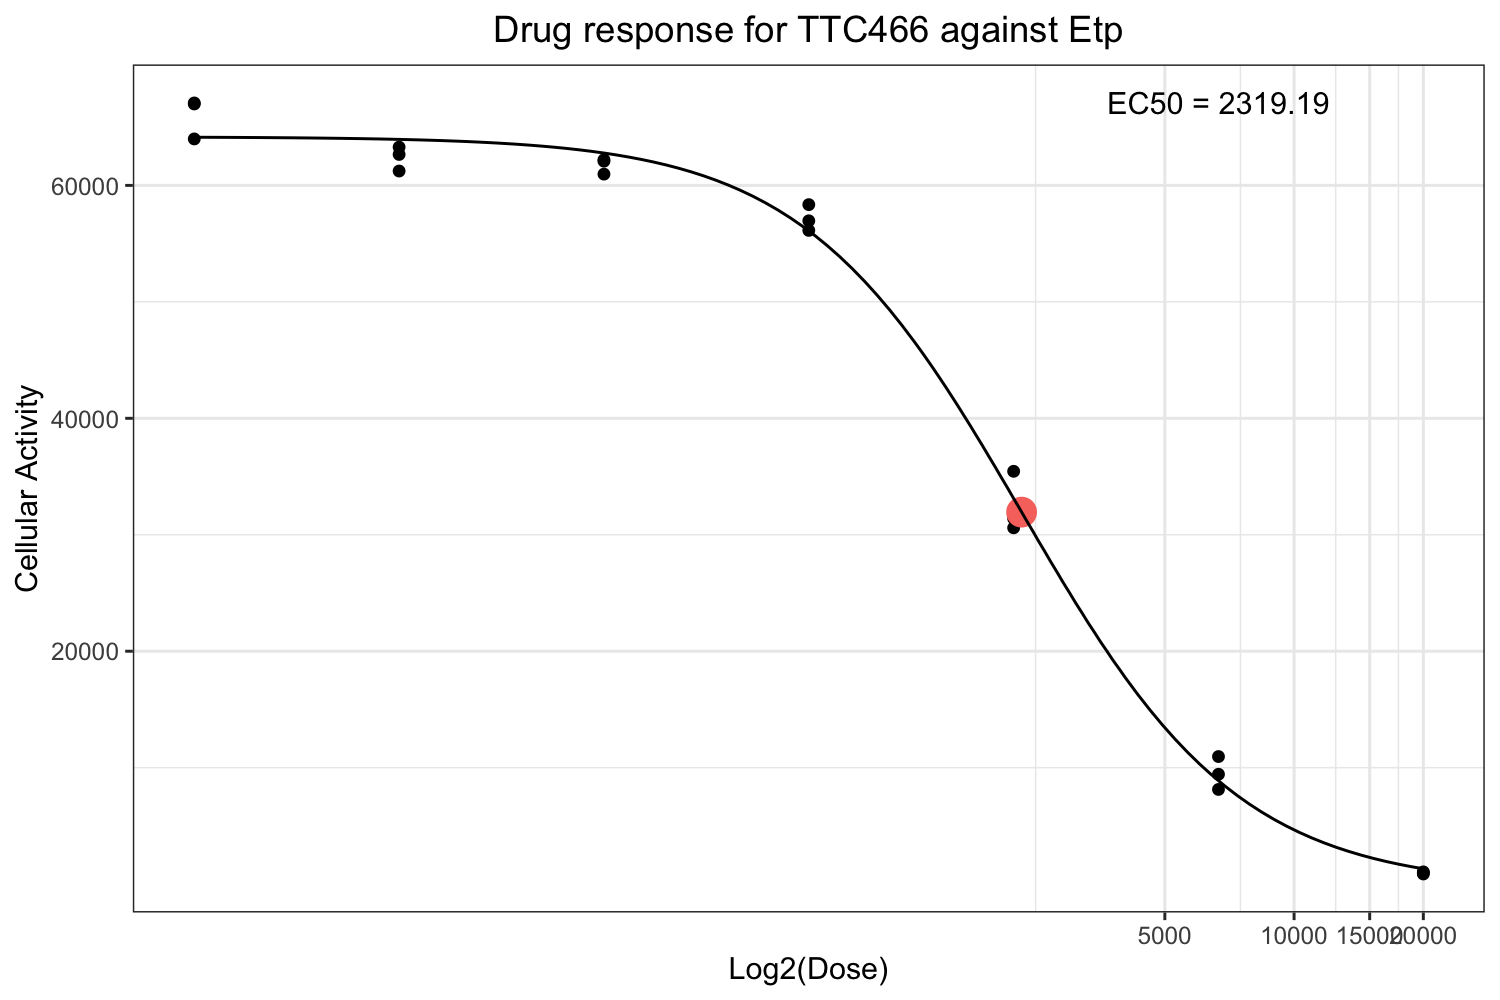 Drug response for TTC466 against Etp
EC50 = 2319.19
60000
40000
20000
Cellular Activity
5000 10000 15000 20000
Log2(Dose)